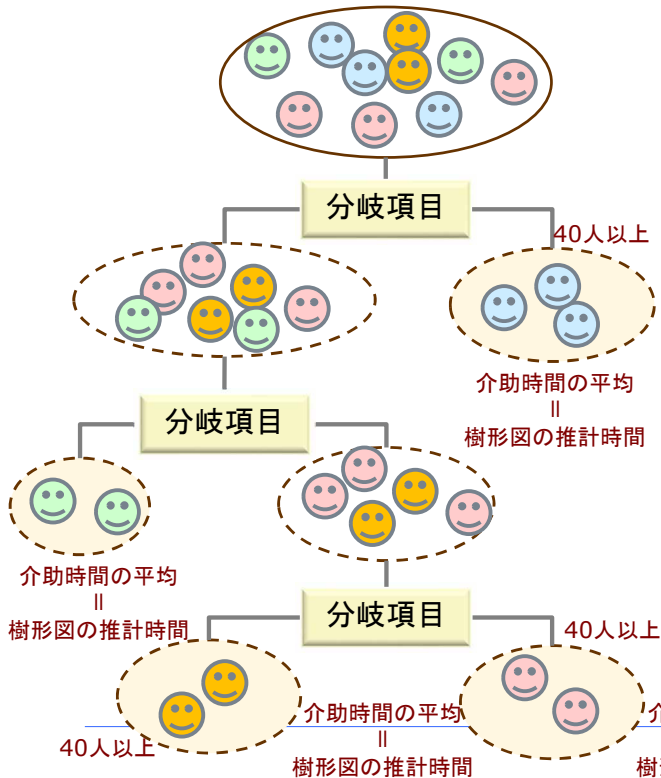 分岐項目
40人以上
介助時間の平均
=
樹形図の推計時間
分岐項目
介助時間の平均
=
樹形図の推計時間
分岐項目
40人以上
40人以上
介助時間の平均
=
樹形図の推計時間
介
樹形